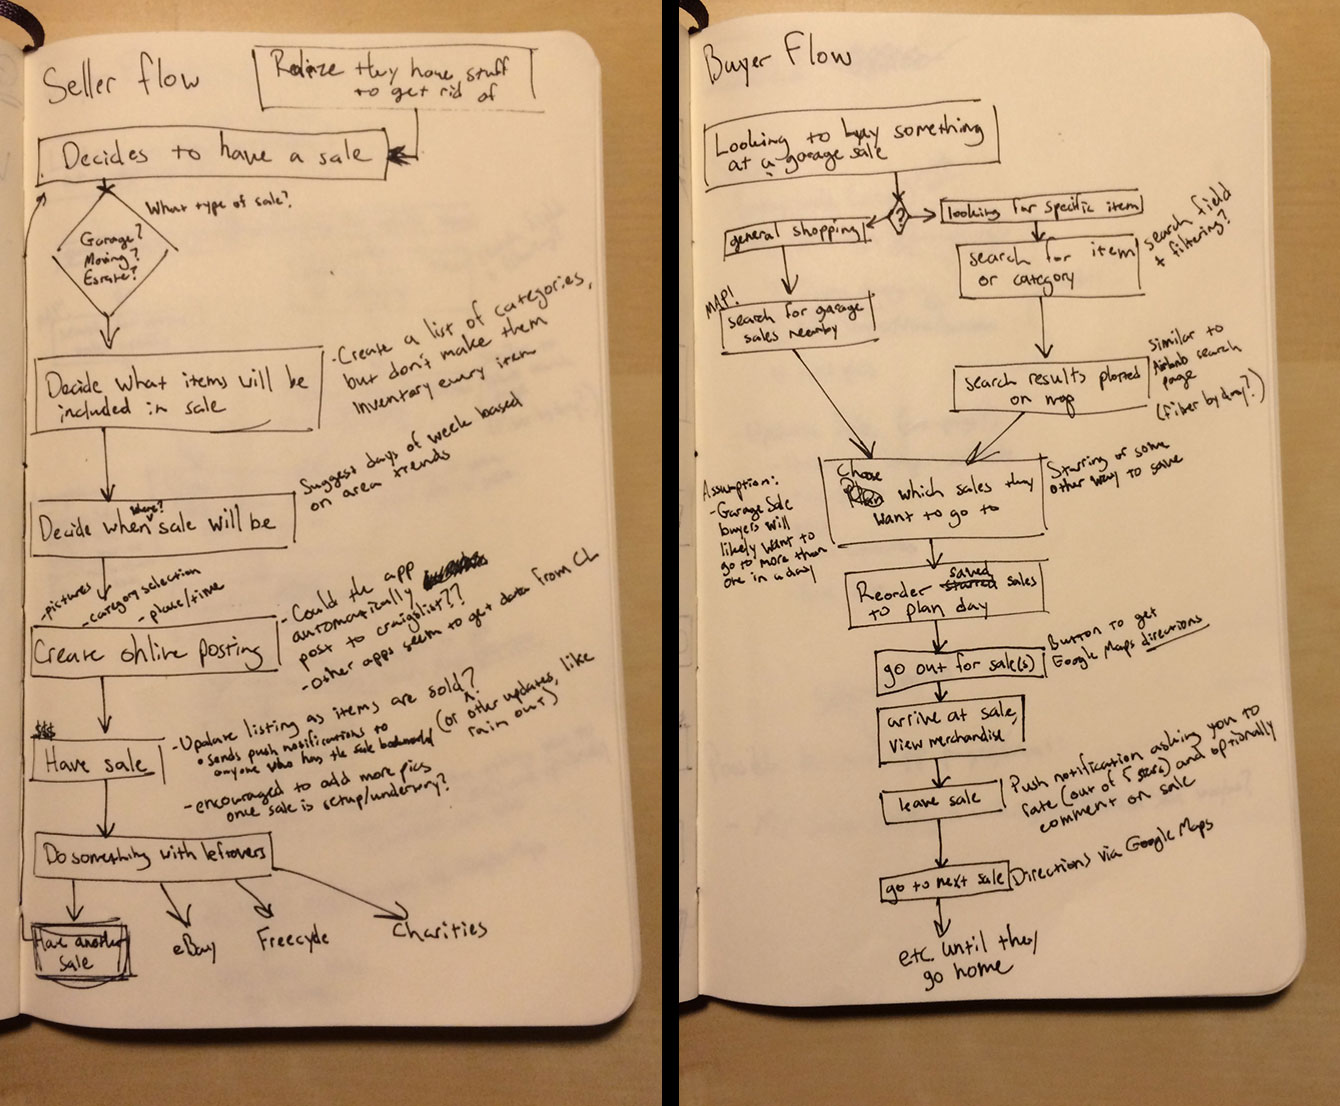 Seller flow
Realize they have stuff
to get rid of
Decides to have a sale
What type of sale?
Garage?
Moving?
Estate?
Decide what items will be
included in sale
-Create a list of categories,
but don't make them
inventory every item
Suggest days of week based
on area trends
where?
Decide when sale will be
-pictures
-category selection
-place/time
Create online posting
-Could the app
automatically
post to craigslist??
-Other apps seem to get data from CL
$$$
Have sale
-Update listing as items are sold?
(or other updates, like
rain out)
•sends push notifications to
anyone who has the sale bookmarked
-encouraged to add more pics
once sale is setup/underway?
Do something with leftovers
Have another
sale
eBay
Freecycle
Charities
Buyer Flow
Looking to buy something
at a garage sale
?
general shopping
looking for specific item
search for item
or category
search field
+ filtering?
MAP!
search for garage
sales nearby
search results plotted
on map
similar to
Airbnb search
page
(filter by day?)
Assumption:
-Garage Sale
buyers will
likely want to
go to more than
one in a day
Choose
Plan which sales they
want to go to
Starring or some
other way to save
saved
Reorder starred sales
to plan day
go out for sale(s)
Button to get
Google Maps directions
arrive at sale,
view merchandise
leave sale
Push notification asking you to
rate (out of 5 stars) and optionally
comment on sale
go to next sale
Directions via Google Maps
etc. until they
go home